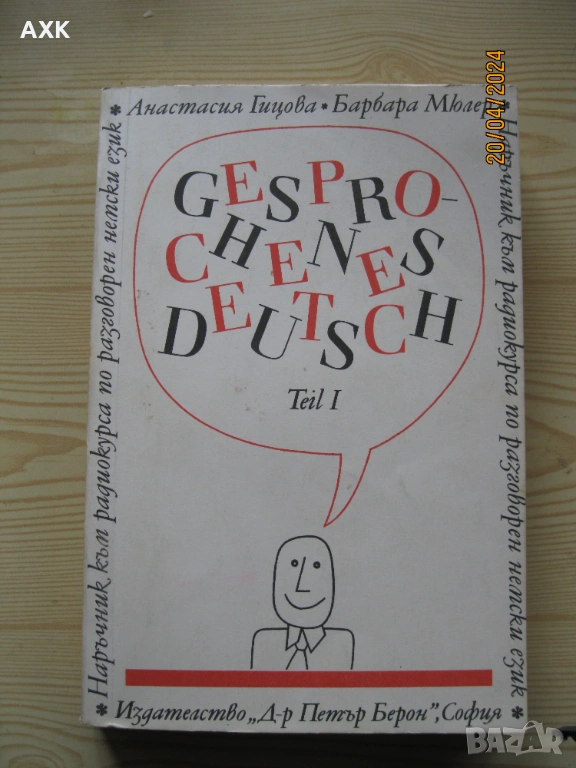 AXK
20/04/2024
* Анастасия Гицова * Барбара Мюлер *
GESPRO-
CHENES
DEUTSCH
Teil I
Наръчник към радиокурса по разговорен немски език
Наръчник към радиокурса по разговорен немски език
* Издателство „Д-р Петър Берон”, София *
BAZAR